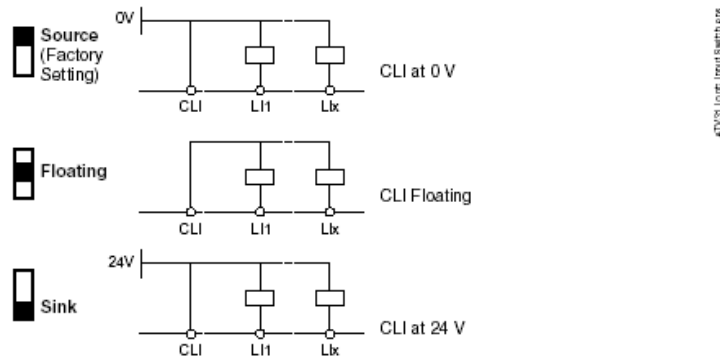 0V
Source
(Factory
Setting)
CLI at 0 V
CLI
LI1
LIx
Floating
CLI Floating
CLI
LI1
LIx
24V
Sink
CLI at 24 V
CLI
LI1
LIx